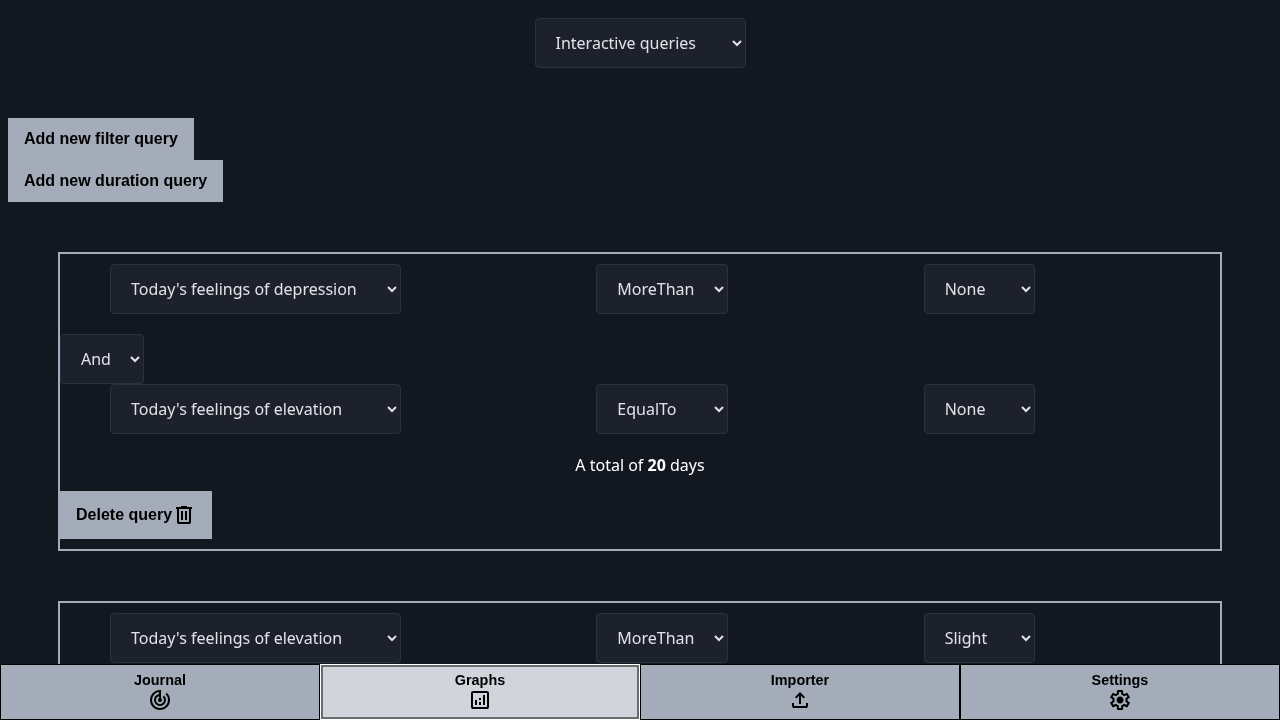 Interactive queries
Add new filter query
Add new duration query
Today's feelings of depression MoreThan None
And
Today's feelings of elevation EqualTo None
A total of 20 days
Delete query
Today's feelings of elevation MoreThan Slight
Journal Graphs Importer Settings